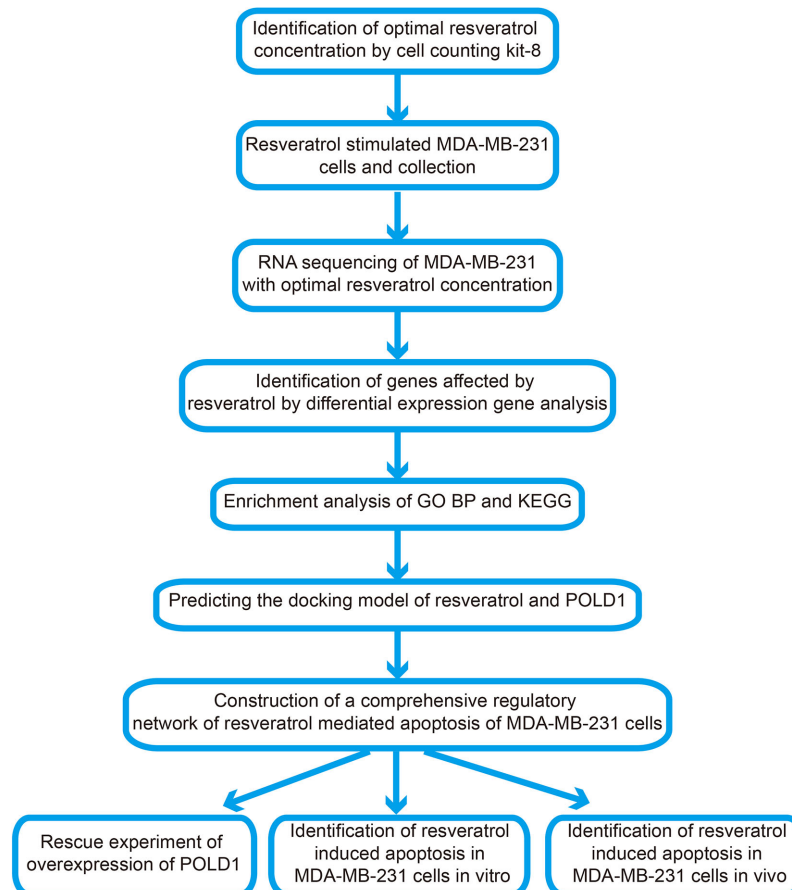 Identification of optimal resveratrol
concentration by cell counting kit-8
Resveratrol stimulated MDA-MB-231
cells and collection
RNA sequencing of MDA-MB-231
with optimal resveratrol concentration
Identification of genes affected by
resveratrol by differential expression gene analysis
Enrichment analysis of GO BP and KEGG
Predicting the docking model of resveratrol and POLD1
Construction of a comprehensive regulatory
network of resveratrol mediated apoptosis of MDA-MB-231 cells
Rescue experiment of
overexpression of POLD1
Identification of resveratrol
induced apoptosis in
MDA-MB-231 cells in vitro
Identification of resveratrol
induced apoptosis in
MDA-MB-231 cells in vivo